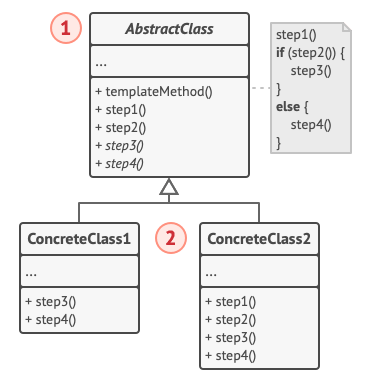 1
AbstractClass
...
+ templateMethod()
+ step1()
+ step2()
+ step3()
+ step4()
step1()
if (step2()) {
step3()
}
else {
step4()
}
2
ConcreteClass1
...
+ step3()
+ step4()
ConcreteClass2
...
+ step1()
+ step2()
+ step3()
+ step4()